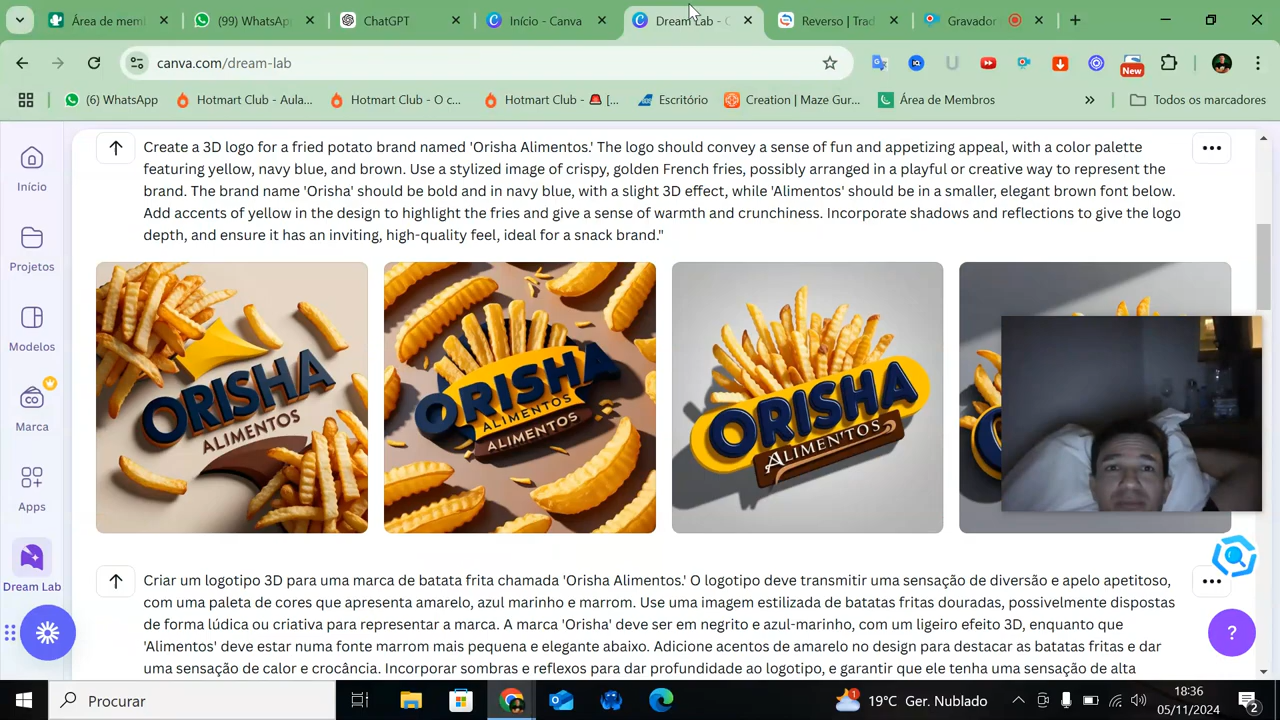 Área de meml
(99) WhatsApp
ChatGPT
Início - Canva
Dream Lab - C
Reverso | Trad
Gravador
canva.com/dream-lab
New
(6) WhatsApp
Hotmart Club - Aula...
Hotmart Club - O c...
Hotmart Club - 🚨 [...
Escritório
Creation | Maze Gur...
Área de Membros
»
Todos os marcadores
Início
Projetos
Modelos
CO
Marca
Apps
Dream Lab
Create a 3D logo for a fried potato brand named 'Orisha Alimentos.' The logo should convey a sense of fun and appetizing appeal, with a color palette
featuring yellow, navy blue, and brown. Use a stylized image of crispy, golden French fries, possibly arranged in a playful or creative way to represent the
brand. The brand name 'Orisha' should be bold and in navy blue, with a slight 3D effect, while 'Alimentos' should be in a smaller, elegant brown font below.
Add accents of yellow in the design to highlight the fries and give a sense of warmth and crunchiness. Incorporate shadows and reflections to give the logo
depth, and ensure it has an inviting, high-quality feel, ideal for a snack brand."
ORISHA
ALIMENTOS
ORISHA
ALIMENTOS
ALIMENTOS
ORISHA
ALIMEN'TOS
Criar um logotipo 3D para uma marca de batata frita chamada 'Orisha Alimentos.' O logotipo deve transmitir uma sensação de diversão e apelo apetitoso,
com uma paleta de cores que apresenta amarelo, azul marinho e marrom. Use uma imagem estilizada de batatas fritas douradas, possivelmente dispostas
de forma lúdica ou criativa para representar a marca. A marca 'Orisha' deve ser em negrito e azul-marinho, com um ligeiro efeito 3D, enquanto que
'Alimentos' deve estar numa fonte marrom mais pequena e elegante abaixo. Adicione acentos de amarelo no design para destacar as batatas fritas e dar
uma sensação de calor e crocância. Incorporar sombras e reflexos para dar profundidade ao logotipo, e garantir que ele tenha uma sensação de alta
?
Procurar
1
19°C Ger. Nublado
18:36
05/11/2024
2